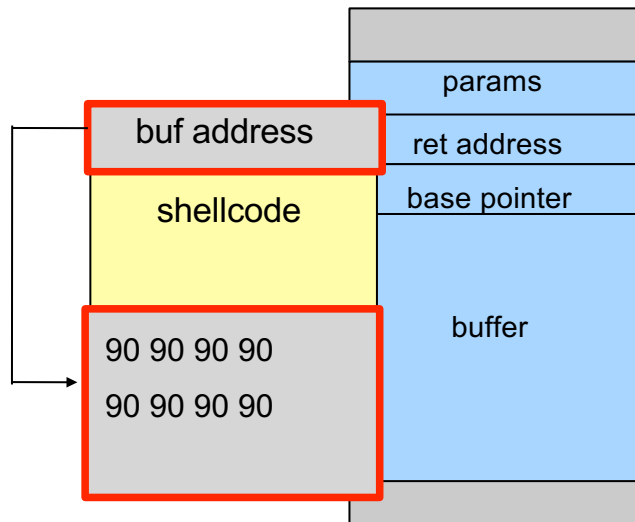 params
buf address
ret address
shellcode
base pointer
buffer
90 90 90 90
90 90 90 90